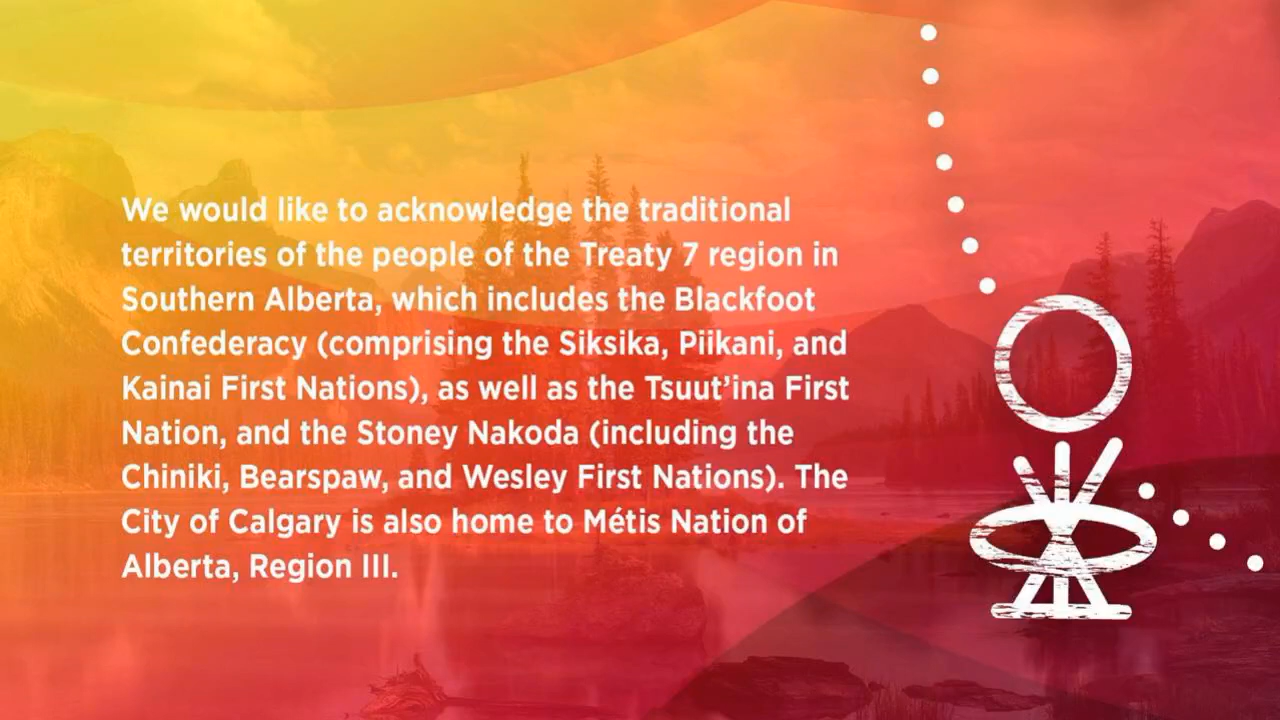 We would like to acknowledge the traditional
territories of the people of the Treaty 7 region in
Southern Alberta, which includes the Blackfoot
Confederacy (comprising the Siksika, Piikani, and
Kainai First Nations), as well as the Tsuut’ina First
Nation, and the Stoney Nakoda (including the
Chiniki, Bearspaw, and Wesley First Nations). The
City of Calgary is also home to Métis Nation of
Alberta, Region III.